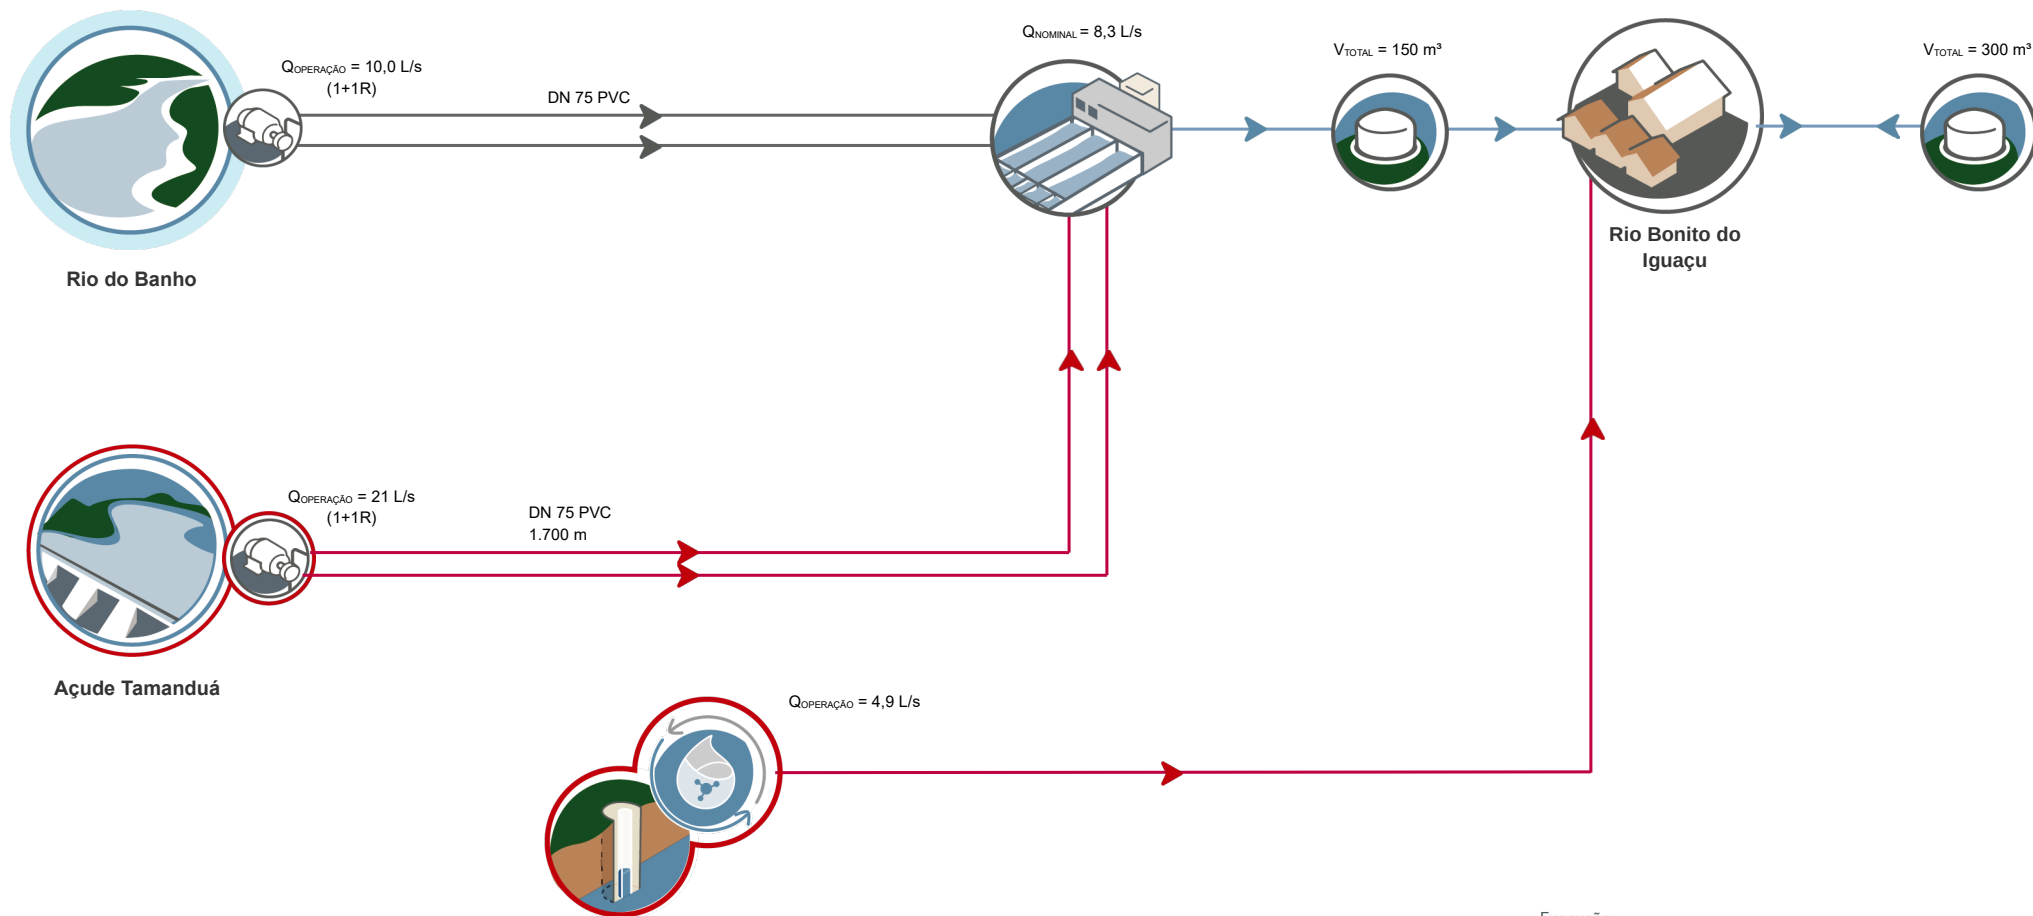 QNOMINAL = 8,3 L/s
VTOTAL = 150 m³
VTOTAL = 300 m³
QOPERAÇÃO = 10,0 L/s
(1+1R)
DN 75 PVC
Rio Bonito do
Iguaçu
Rio do Banho
QOPERAÇÃO = 21 L/s
(1+1R)
DN 75 PVC
1.700 m
Açude Tamanduá
QOPERAÇÃO = 4,9 L/s